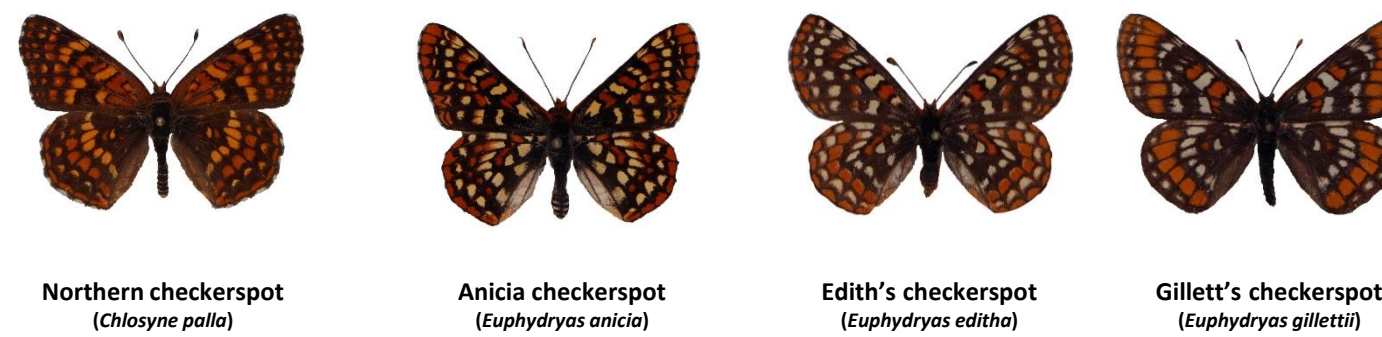 Northern checkerspot
(Chlosyne palla)
Anicia checkerspot
(Euphydryas anicia)
Edith's checkerspot
(Euphydryas editha)
Gillett's checkerspot
(Euphydryas gillettii)